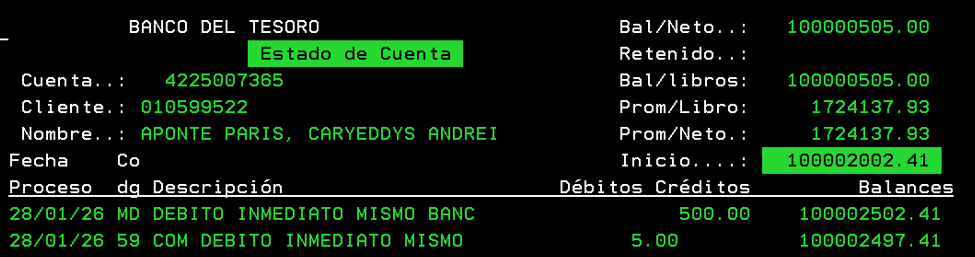 BANCO DEL TESORO Bal/Neto..: 100000505.00
Estado de Cuenta Retenido..:
Cuenta..: 4225007365 Bal/libros: 100000505.00
Cliente.: 010599522 Prom/Libro: 1724137.93
Nombre..: APONTE PARIS, CARYEDDYS ANDREI Prom/Neto.: 1724137.93
Fecha Co Inicio....: 100002002.41
Proceso dg Descripción Débitos Créditos Balances
28/01/26 MD DEBITO INMEDIATO MISMO BANC 500.00 100002502.41
28/01/26 59 COM DEBITO INMEDIATO MISMO 5.00 100002497.41